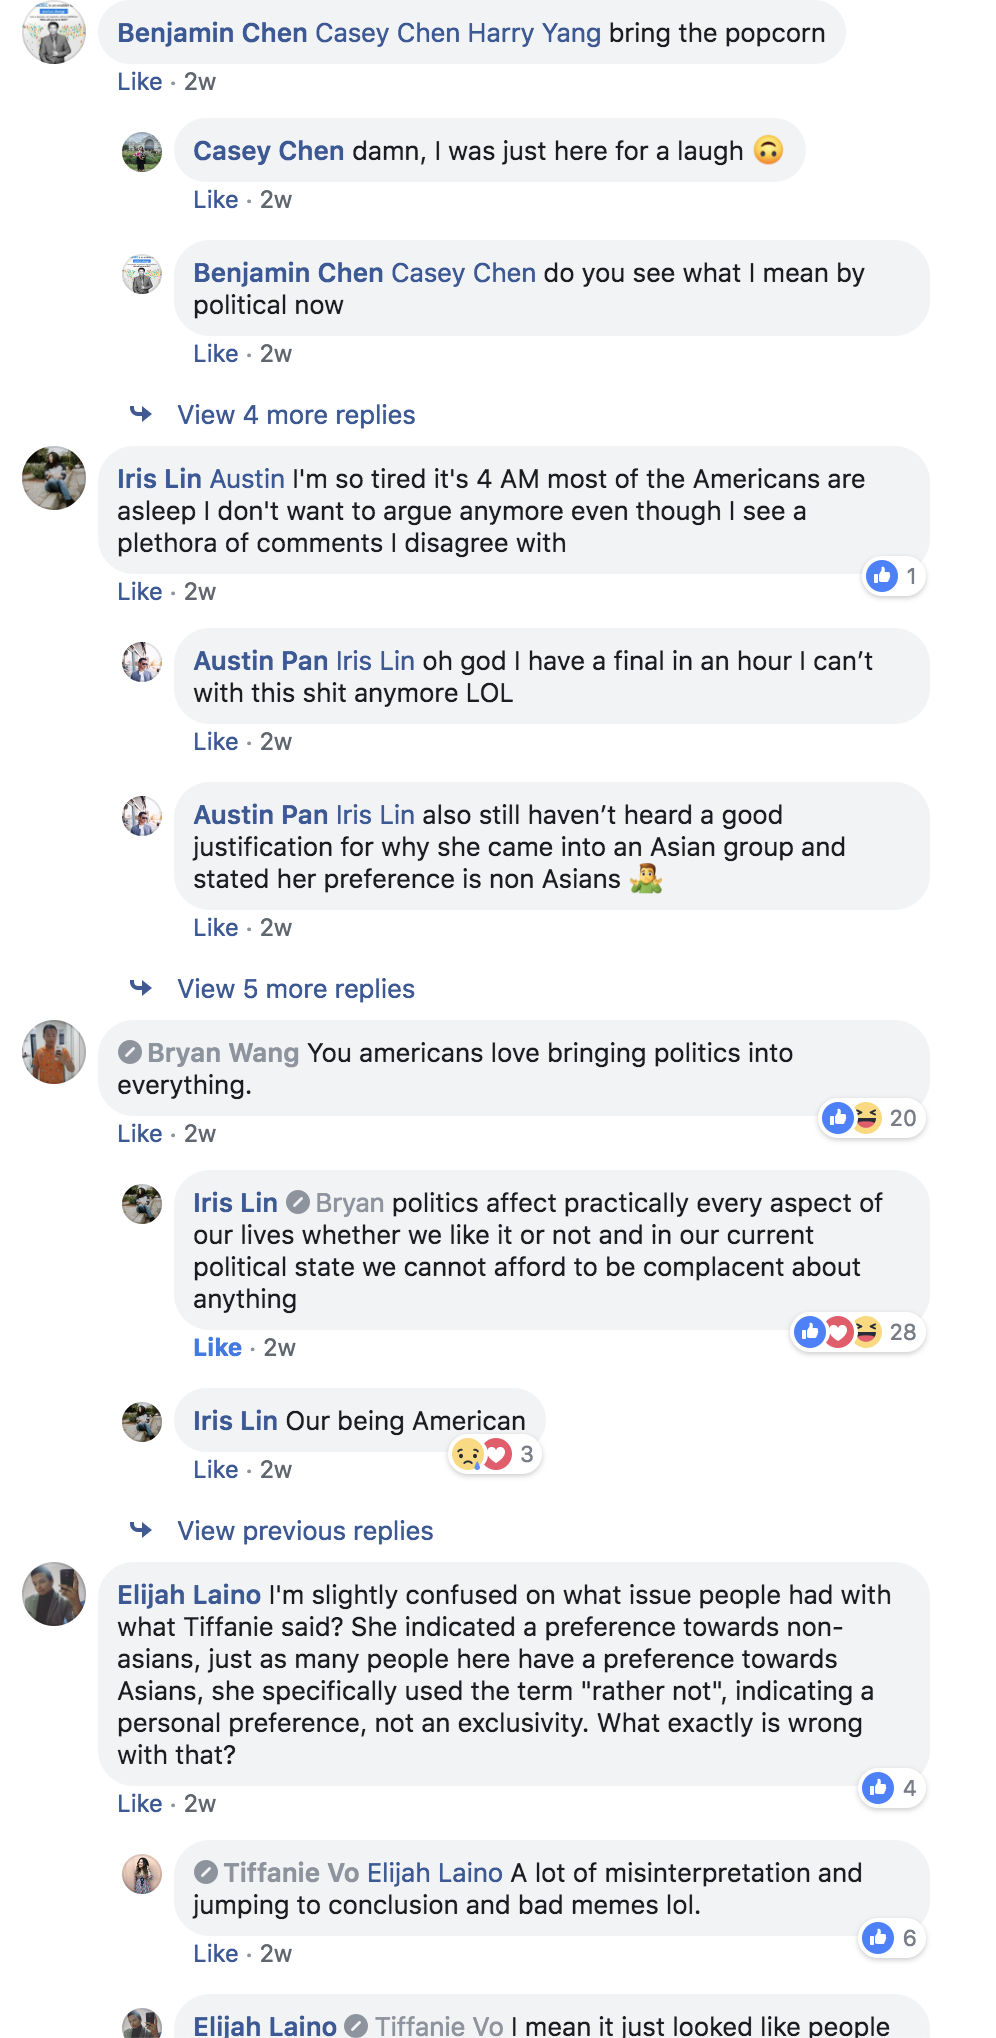 Benjamin Chen Casey Chen Harry Yang bring the popcorn
Like · 2w
Casey Chen damn, I was just here for a laugh 🙃
Like · 2w
Benjamin Chen Casey Chen do you see what I mean by
political now
Like · 2w
View 4 more replies
Iris Lin Austin I'm so tired it's 4 AM most of the Americans are
asleep I don't want to argue anymore even though I see a
plethora of comments I disagree with
1
Like · 2w
Austin Pan Iris Lin oh god I have a final in an hour I can’t
with this shit anymore LOL
Like · 2w
Austin Pan Iris Lin also still haven’t heard a good
justification for why she came into an Asian group and
stated her preference is non Asians 🤷‍♂️
Like · 2w
View 5 more replies
Bryan Wang You americans love bringing politics into
everything.
20
Like · 2w
Iris Lin Bryan politics affect practically every aspect of
our lives whether we like it or not and in our current
political state we cannot afford to be complacent about
anything
28
Like · 2w
Iris Lin Our being American
3
Like · 2w
View previous replies
Elijah Laino I'm slightly confused on what issue people had with
what Tiffanie said? She indicated a preference towards non-
asians, just as many people here have a preference towards
Asians, she specifically used the term "rather not", indicating a
personal preference, not an exclusivity. What exactly is wrong
with that?
4
Like · 2w
Tiffanie Vo Elijah Laino A lot of misinterpretation and
jumping to conclusion and bad memes lol.
6
Like · 2w
Elijah Laino Tiffanie Vo I mean it just looked like people